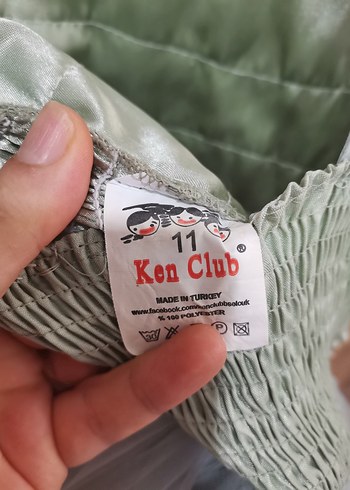 11
Ken Club
®
MADE IN TURKEY
% 100 POLYESTER
P